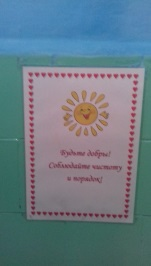 Будьте добры!
Соблюдайте чистоту
и порядок!